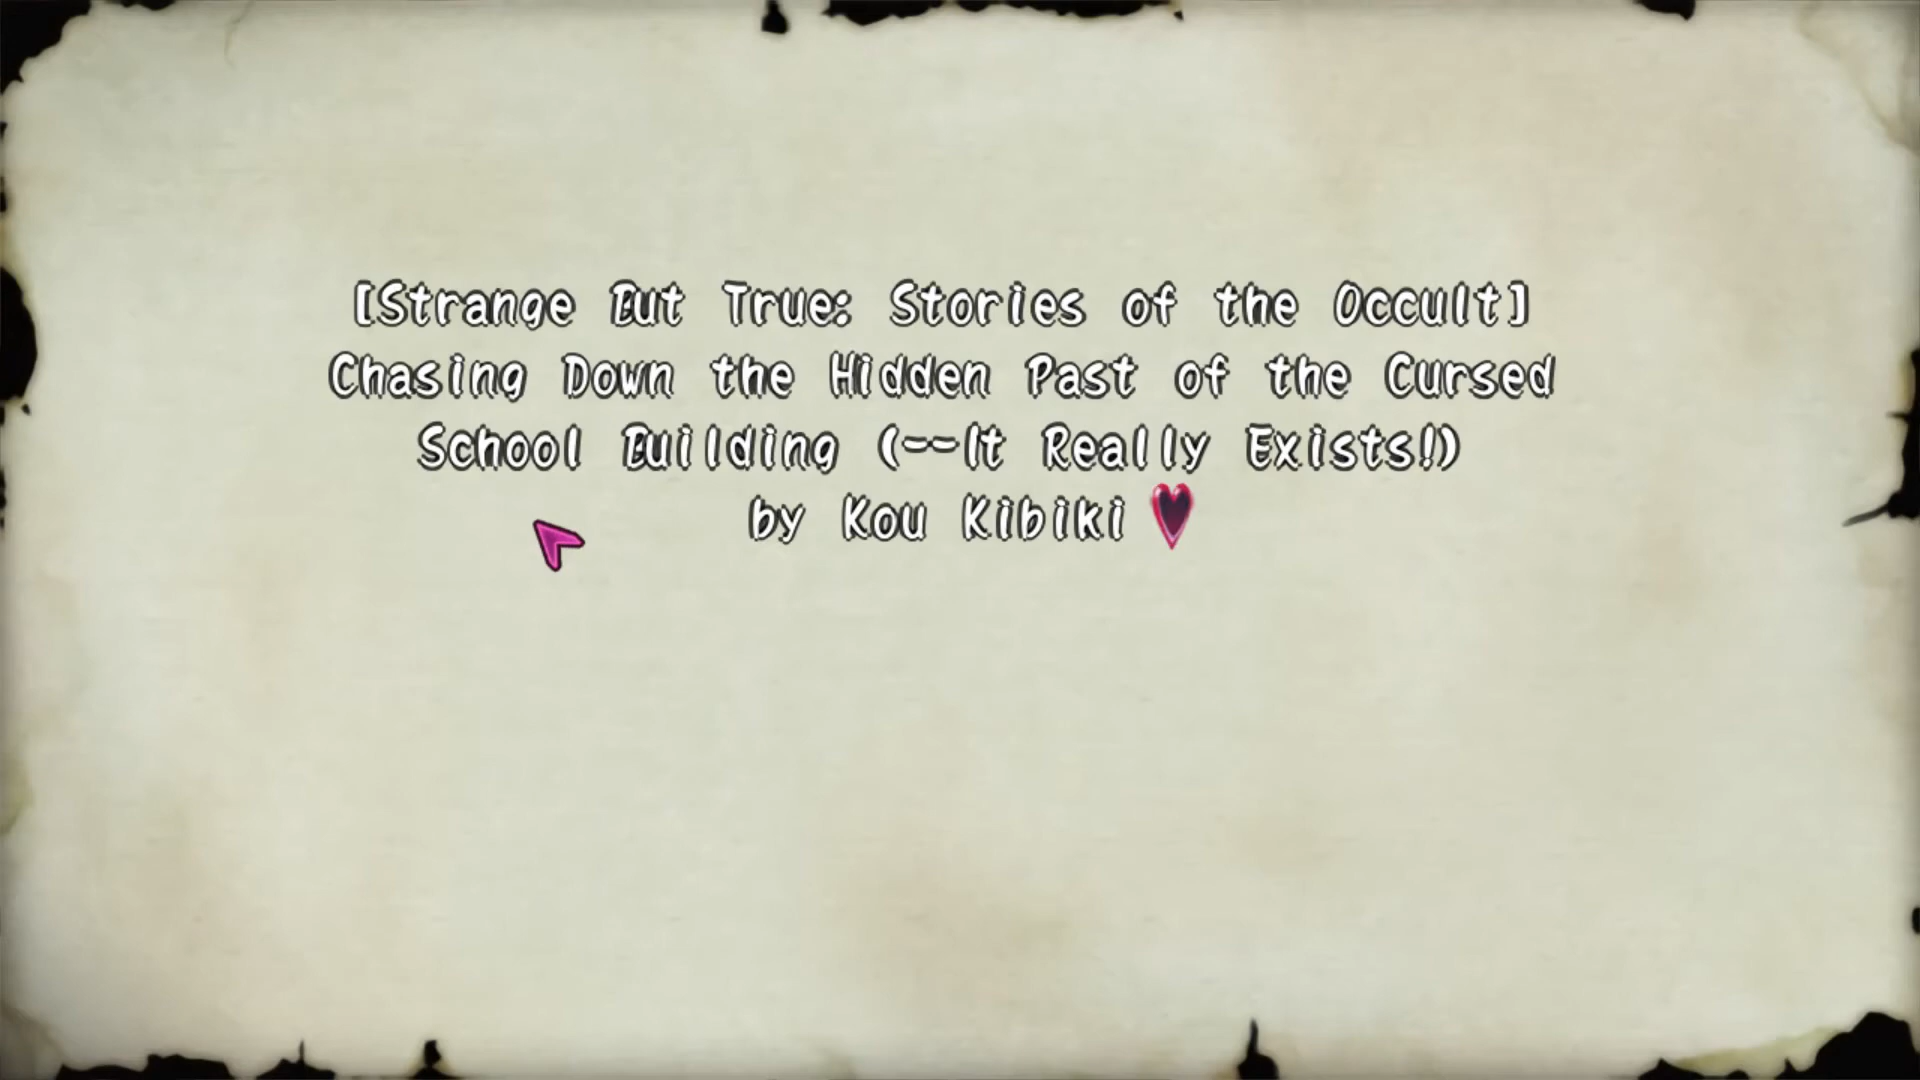 [Strange But True: Stories of the Occult]
Chasing Down the Hidden Past of the Cursed
School Building (--It Really Exists!)
by Kou Kibiki